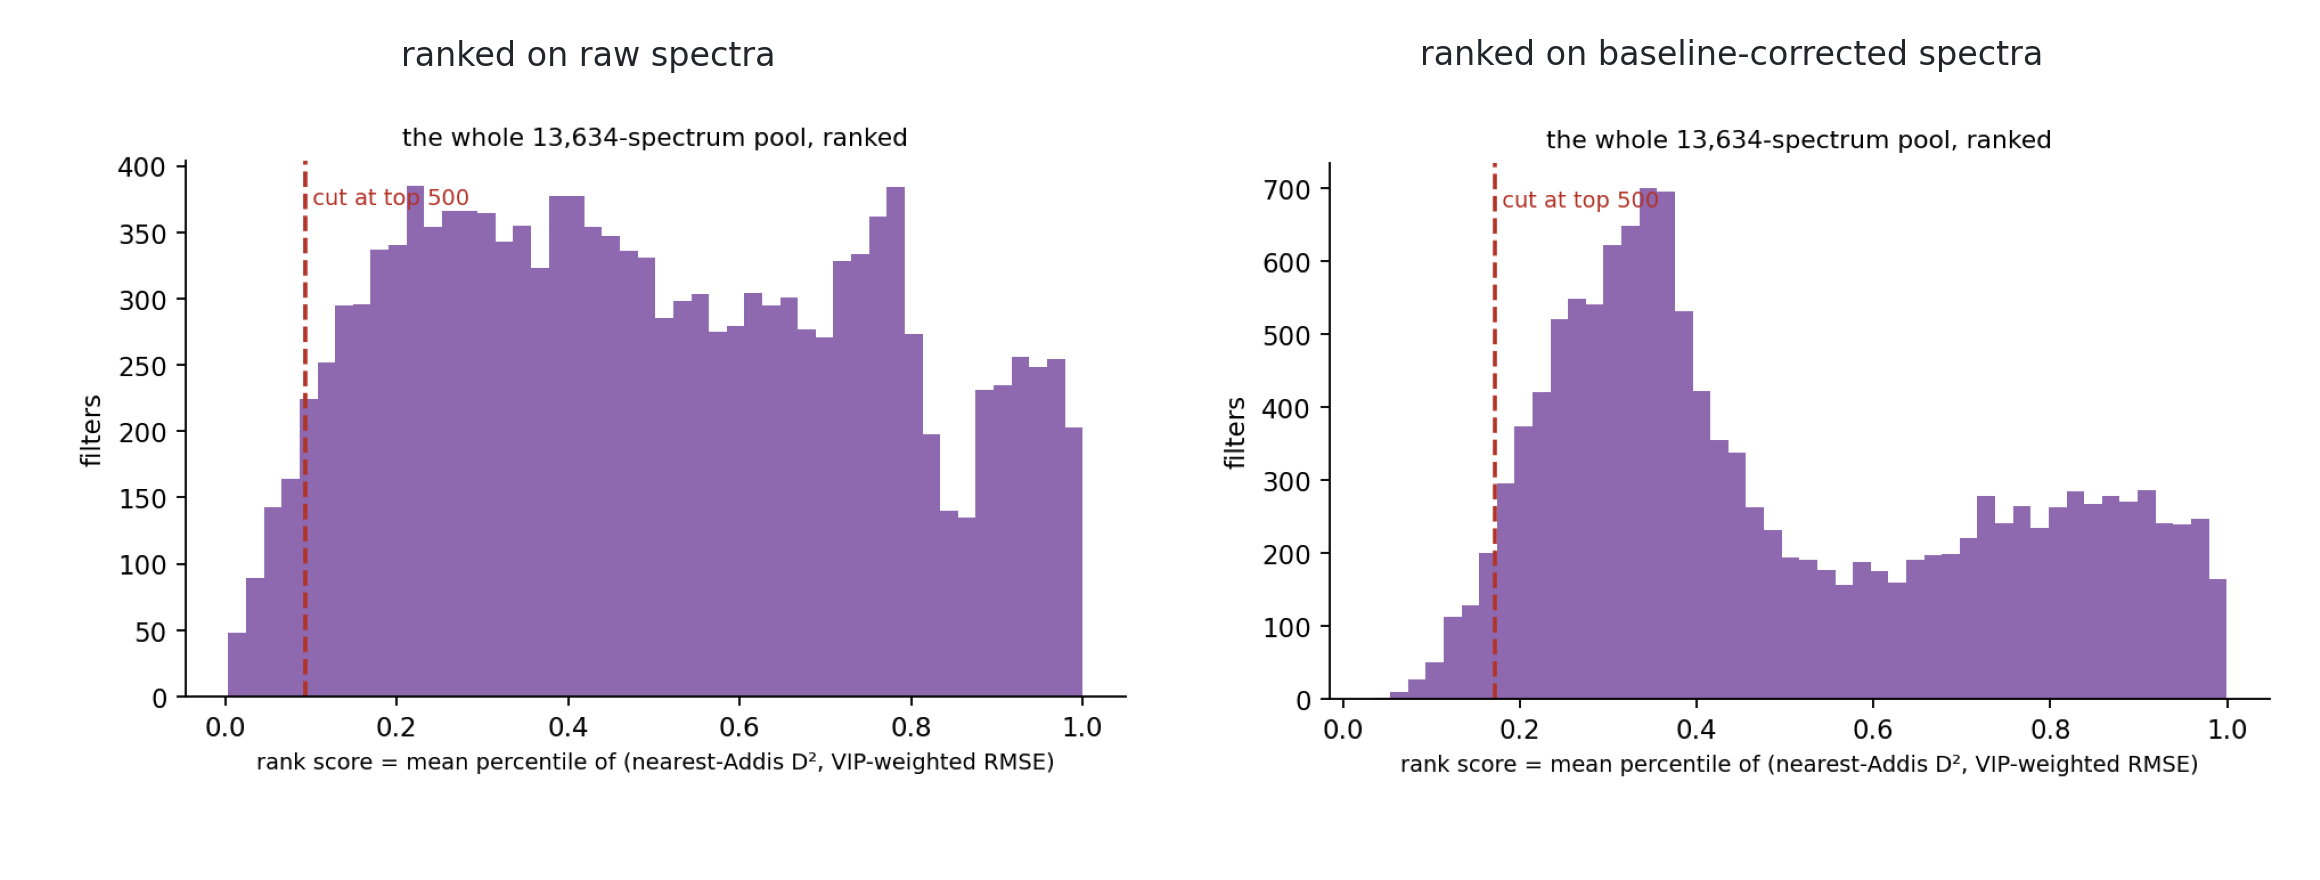 ranked on raw spectra
the whole 13,634-spectrum pool, ranked
cut at top 500
400
350
300
250
200
150
100
50
0
filters
0.0 0.2 0.4 0.6 0.8 1.0
rank score = mean percentile of (nearest-Addis D², VIP-weighted RMSE)
ranked on baseline-corrected spectra
the whole 13,634-spectrum pool, ranked
cut at top 500
700
600
500
400
300
200
100
0
filters
0.0 0.2 0.4 0.6 0.8 1.0
rank score = mean percentile of (nearest-Addis D², VIP-weighted RMSE)